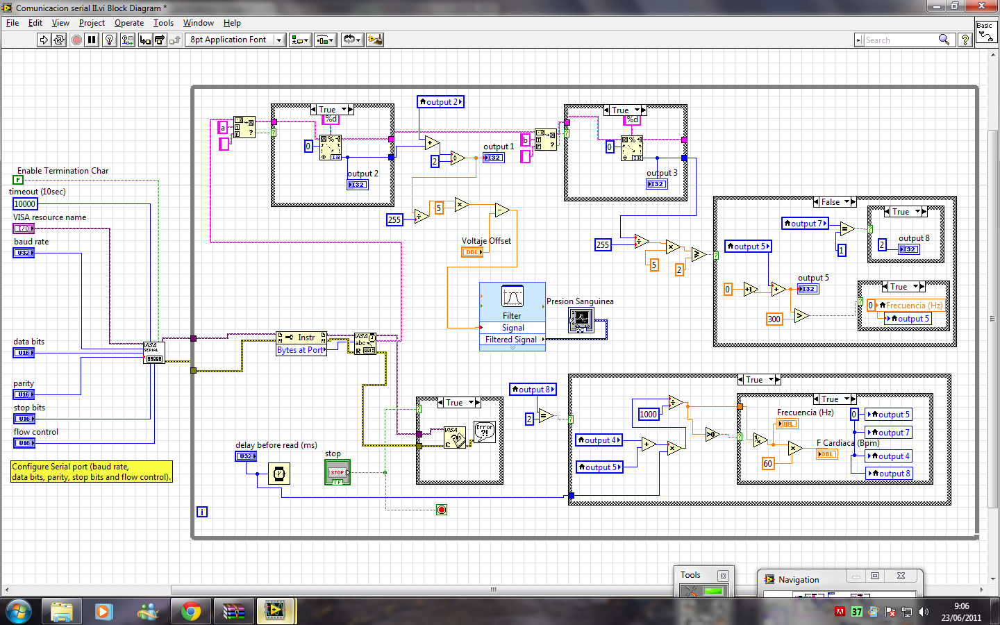 Comunicacion serial II.vi Block Diagram *
File Edit View Project Operate Tools Window Help
8pt Application Font
Search
Basic
True
%d
a
0
I32
output 2
output 2
2
output 1
I32
b
True
%d
0
I32
output 3
I32
Enable Termination Char
F
timeout (10sec)
10000
VISA resource name
I/O
baud rate
U32
255
5
Voltaje Offset
DBL
255
5
2
False
output 7
1
True
2
output 8
I32
output 5
0
+1
output 5
I32
300
True
0
Frecuencia (Hz)
output 5
Filter
Signal
Filtered Signal
Presion Sanguinea
data bits
U16
VISA
SERIAL
Instr
Bytes at Port
VISA
abc
R
parity
U16
stop bits
U16
flow control
U16
Configure Serial port (baud rate,
data bits, parity, stop bits and flow control).
delay before read (ms)
U32
stop
STOP
TF
True
VISA
C
Error
?!
output 8
2
True
1000
output 4
output 5
>0
True
Frecuencia (Hz)
DBL
60
F Cardiaca (Bpm)
DBL
0
output 5
output 7
output 4
output 8
i
Tools
Navigation
37
9:06
23/06/2011